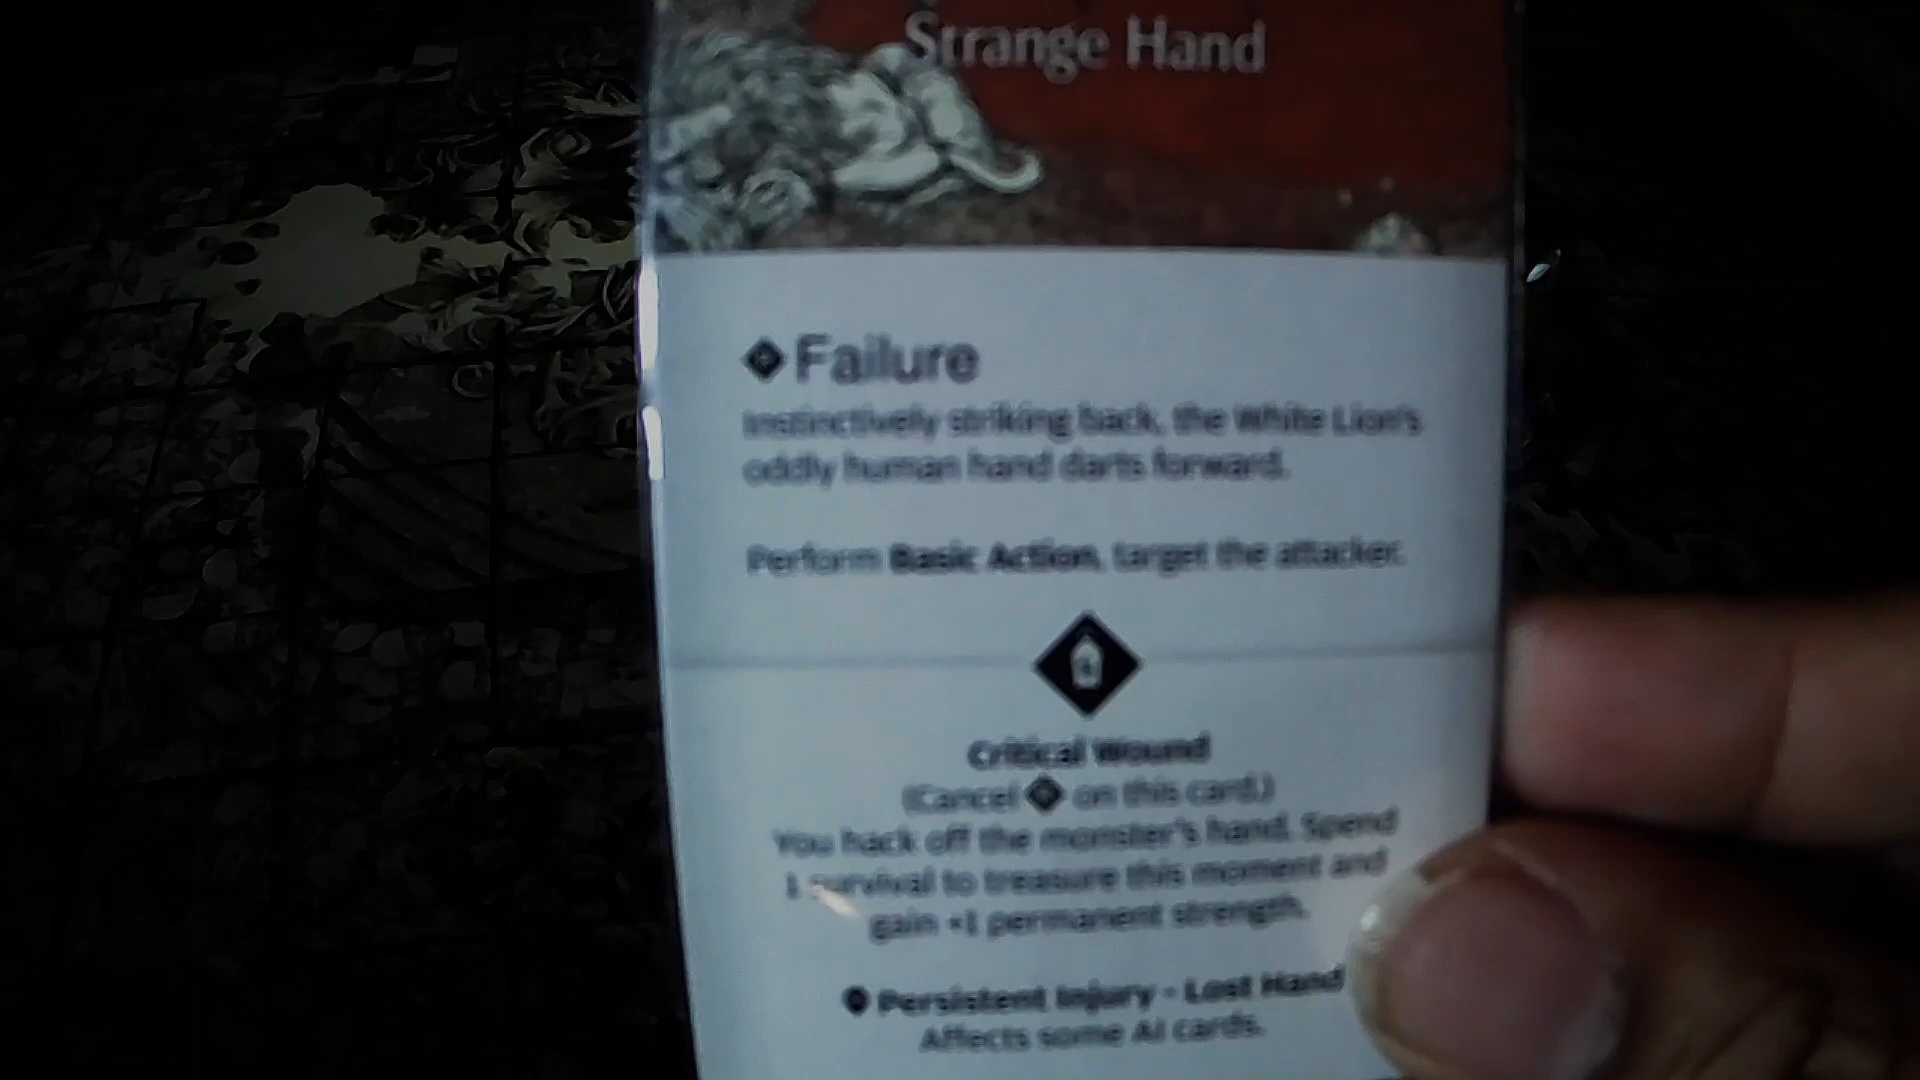 Strange Hand
Failure
Instinctively striking back, the White Lion's
oddly human hand darts forward.
Perform Basic Action, target the attacker.
Critical Wound
(Cancel on this card.)
You hack off the monster's hand. Spend
1 survival to treasure this moment and
gain +1 permanent strength.
Persistent Injury - Lost Hand
Affects some AI cards.